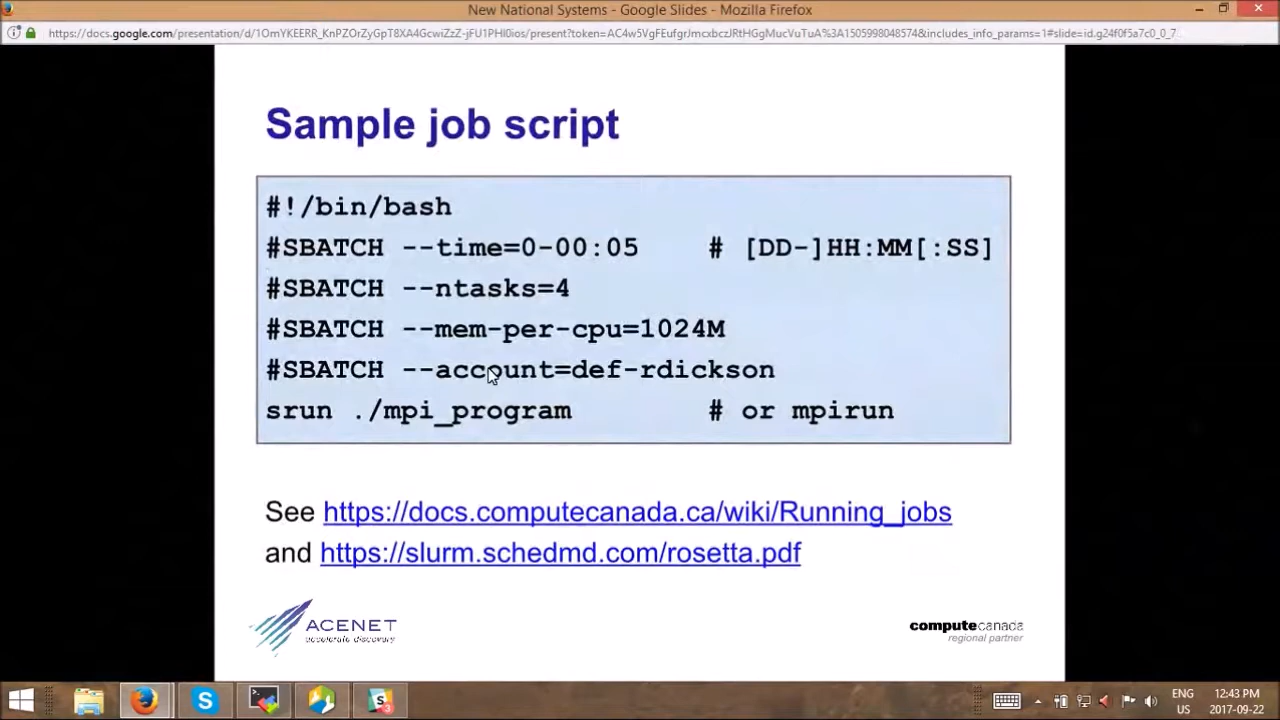 New National Systems - Google Slides - Mozilla Firefox
Sample job script
#!/bin/bash
#SBATCH --time=0-00:05 # [DD-]HH:MM[:SS]
#SBATCH --ntasks=4
#SBATCH --mem-per-cpu=1024M
#SBATCH --account=def-rdickson
srun ./mpi_program # or mpirun
See https://docs.computecanada.ca/wiki/Running_jobs
and https://slurm.schedmd.com/rosetta.pdf
ACENET
accelerate discovery
computecanada
regional partner
ENG
US
12:43 PM
2017-09-22